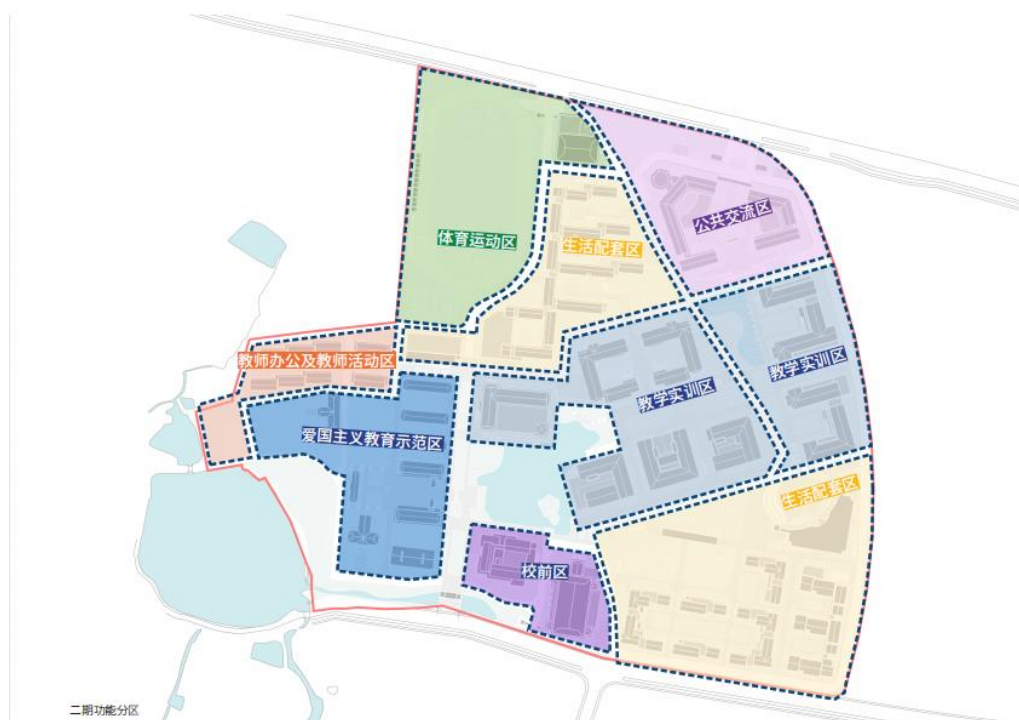 公共交流区
体育运动区
生活配套区
教师办公及教师活动区
教学实训区
教学实训区
爱国主义教育示范区
生活配套区
校前区
二期功能分区